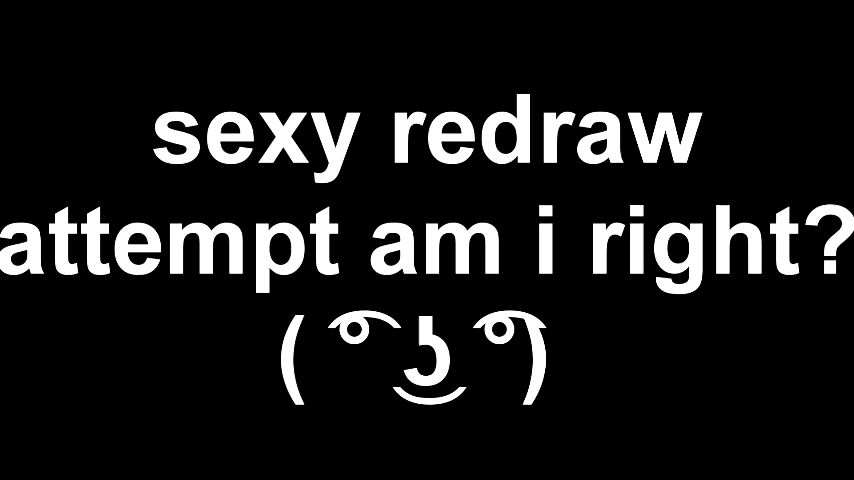 sexy redraw
attempt am i right?
( ͡° ͜ʖ ͡°)